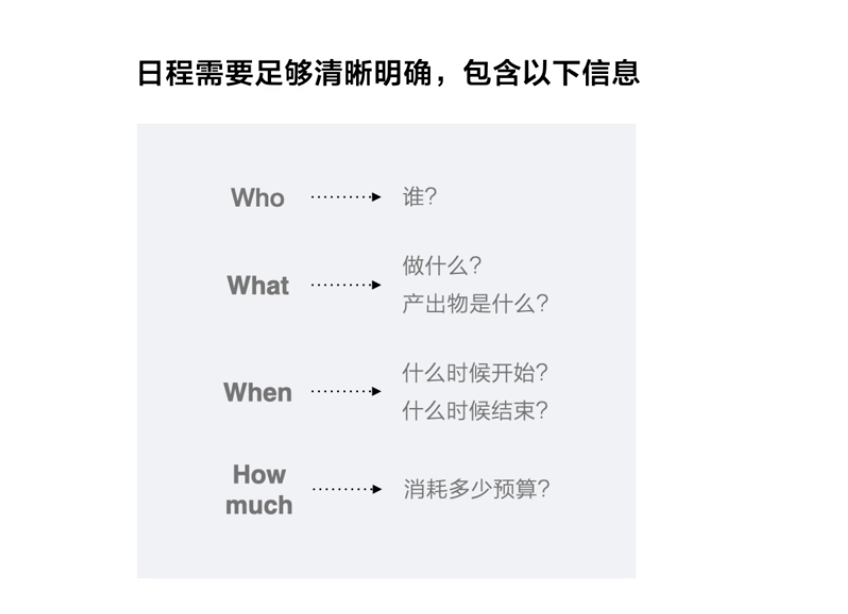 日程需要足够清晰明确，包含以下信息
Who
谁？
What
做什么？
产出物是什么？
When
什么时候开始？
什么时候结束？
How
much
消耗多少预算？